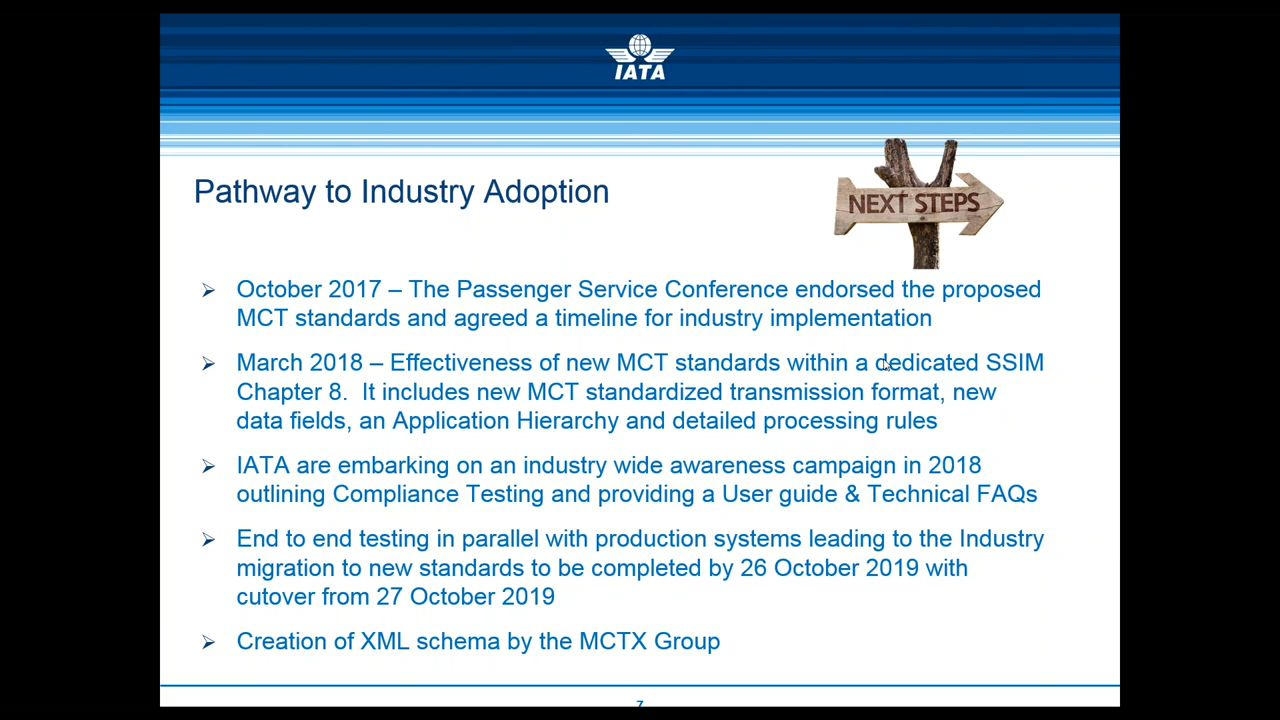 IATA
Pathway to Industry Adoption
NEXT STEPS
➢ October 2017 – The Passenger Service Conference endorsed the proposed
MCT standards and agreed a timeline for industry implementation
➢ March 2018 – Effectiveness of new MCT standards within a dedicated SSIM
Chapter 8. It includes new MCT standardized transmission format, new
data fields, an Application Hierarchy and detailed processing rules
➢ IATA are embarking on an industry wide awareness campaign in 2018
outlining Compliance Testing and providing a User guide & Technical FAQs
➢ End to end testing in parallel with production systems leading to the Industry
migration to new standards to be completed by 26 October 2019 with
cutover from 27 October 2019
➢ Creation of XML schema by the MCTX Group
7